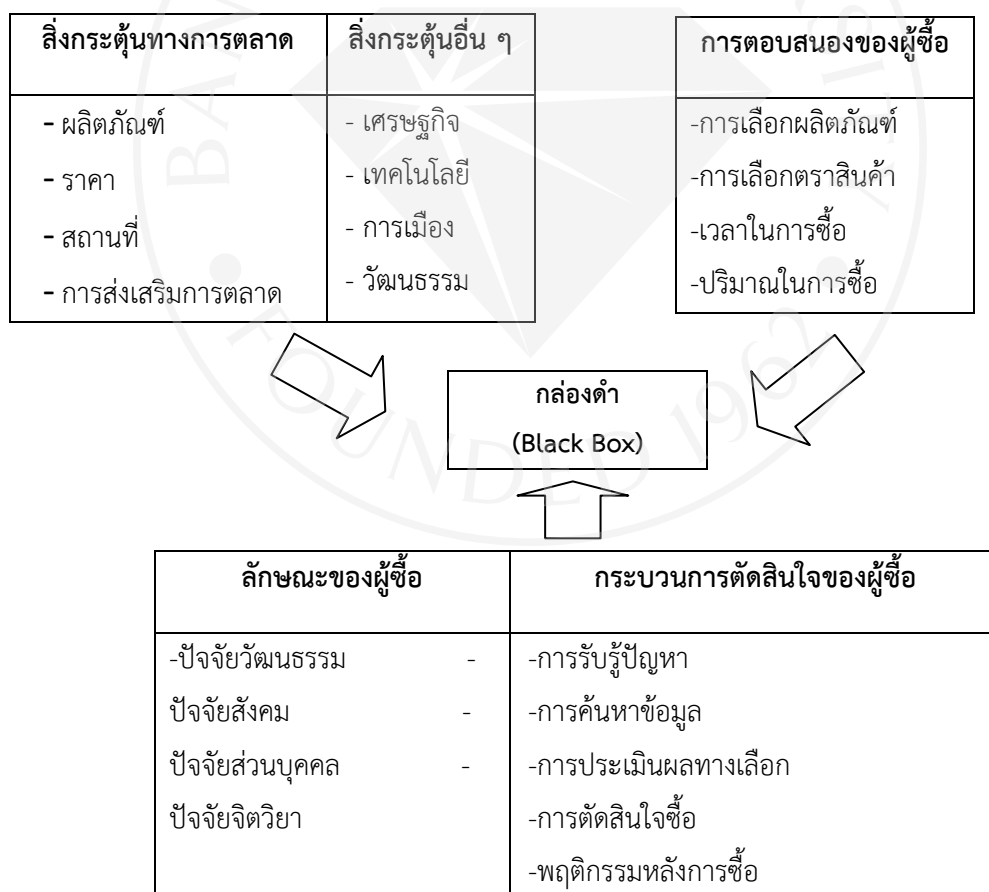 สิ่งกระตุ้นทางการตลาด
- ผลิตภัณฑ์
- ราคา
- สถานที่
- การส่งเสริมการตลาด
สิ่งกระตุ้นอื่น ๆ
- เศรษฐกิจ
- เทคโนโลยี
- การเมือง
- วัฒนธรรม
การตอบสนองของผู้ซื้อ
-การเลือกผลิตภัณฑ์
-การเลือกตราสินค้า
-เวลาในการซื้อ
-ปริมาณในการซื้อ
กล่องดำ
(Black Box)
ลักษณะของผู้ซื้อ
-ปัจจัยวัฒนธรรม -
ปัจจัยสังคม -
ปัจจัยส่วนบุคคล -
ปัจจัยจิตวิยา
กระบวนการตัดสินใจของผู้ซื้อ
-การรับรู้ปัญหา
-การค้นหาข้อมูล
-การประเมินผลทางเลือก
-การตัดสินใจซื้อ
-พฤติกรรมหลังการซื้อ
FOUNDED 1962